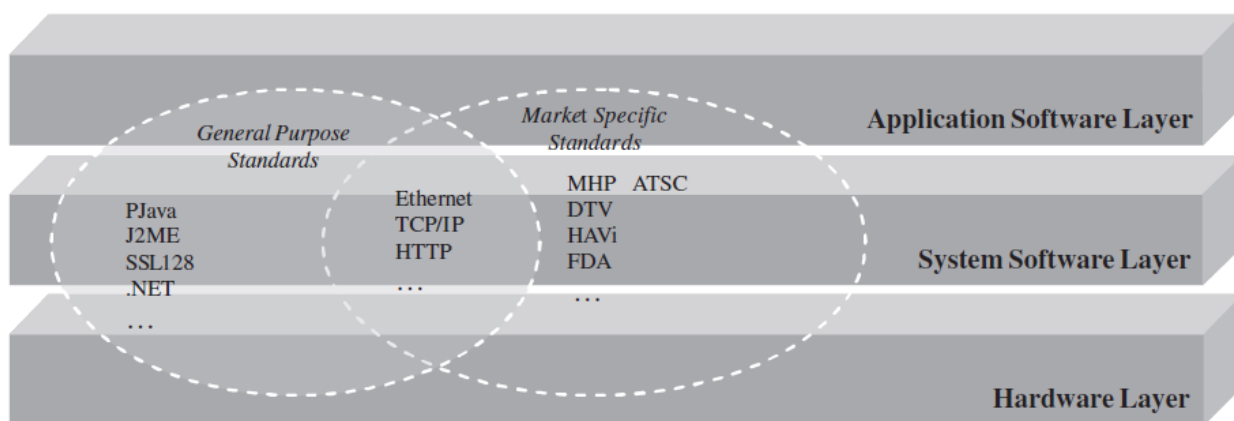 Application Software Layer
General Purpose
Standards
Market Specific
Standards
PJava
J2ME
SSL128
.NET
...
Ethernet
TCP/IP
HTTP
...
MHP ATSC
DTV
HAVi
FDA
...
System Software Layer
Hardware Layer